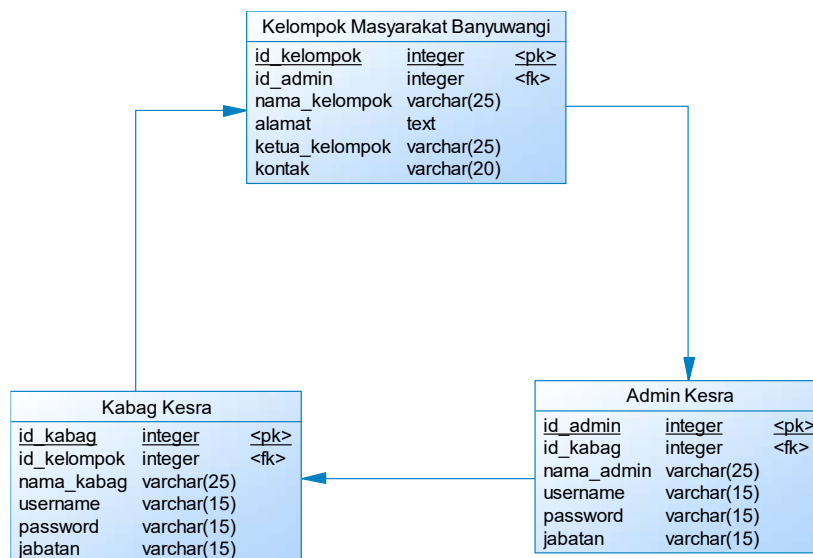 Kelompok Masyarakat Banyuwangi
id_kelompok integer <pk>
id_admin integer <fk>
nama_kelompok varchar(25)
alamat text
ketua_kelompok varchar(25)
kontak varchar(20)
Kabag Kesra
id_kabag integer <pk>
id_kelompok integer <fk>
nama_kabag varchar(25)
username varchar(15)
password varchar(15)
jabatan varchar(15)
Admin Kesra
id_admin integer <pk>
id_kabag integer <fk>
nama_admin varchar(25)
username varchar(15)
password varchar(15)
jabatan varchar(15)